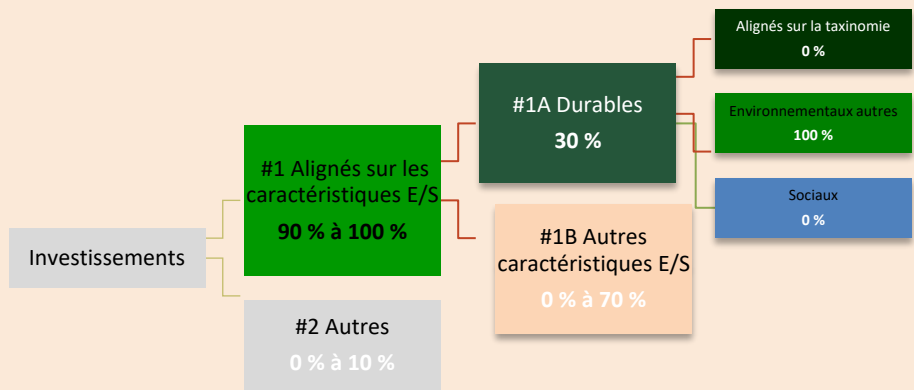 Investissements
#1 Alignés sur les
caractéristiques E/S
90 % à 100 %
#2 Autres
0 % à 10 %
#1A Durables
30 %
#1B Autres
caractéristiques E/S
0 % à 70 %
Alignés sur la taxinomie
0 %
Environnementaux autres
100 %
Sociaux
0 %